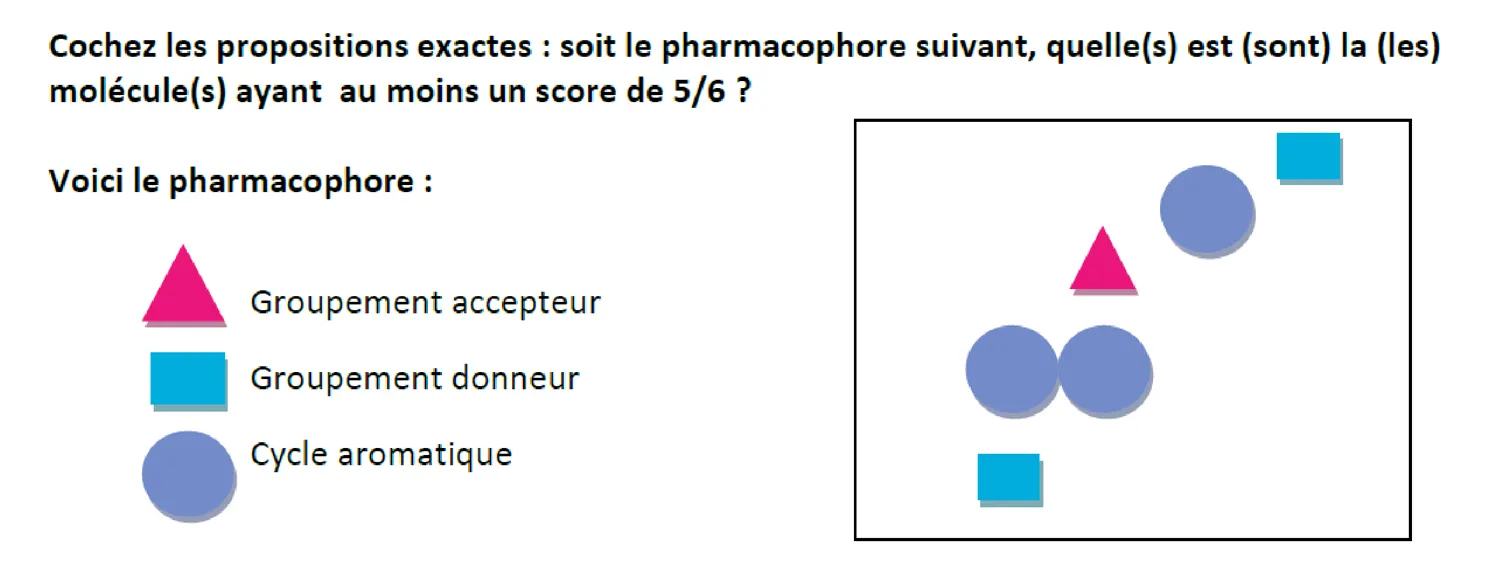 Cochez les propositions exactes : soit le pharmacophore suivant, quelle(s) est (sont) la (les)
molécule(s) ayant au moins un score de 5/6 ?
Voici le pharmacophore :
Groupement accepteur
Groupement donneur
Cycle aromatique